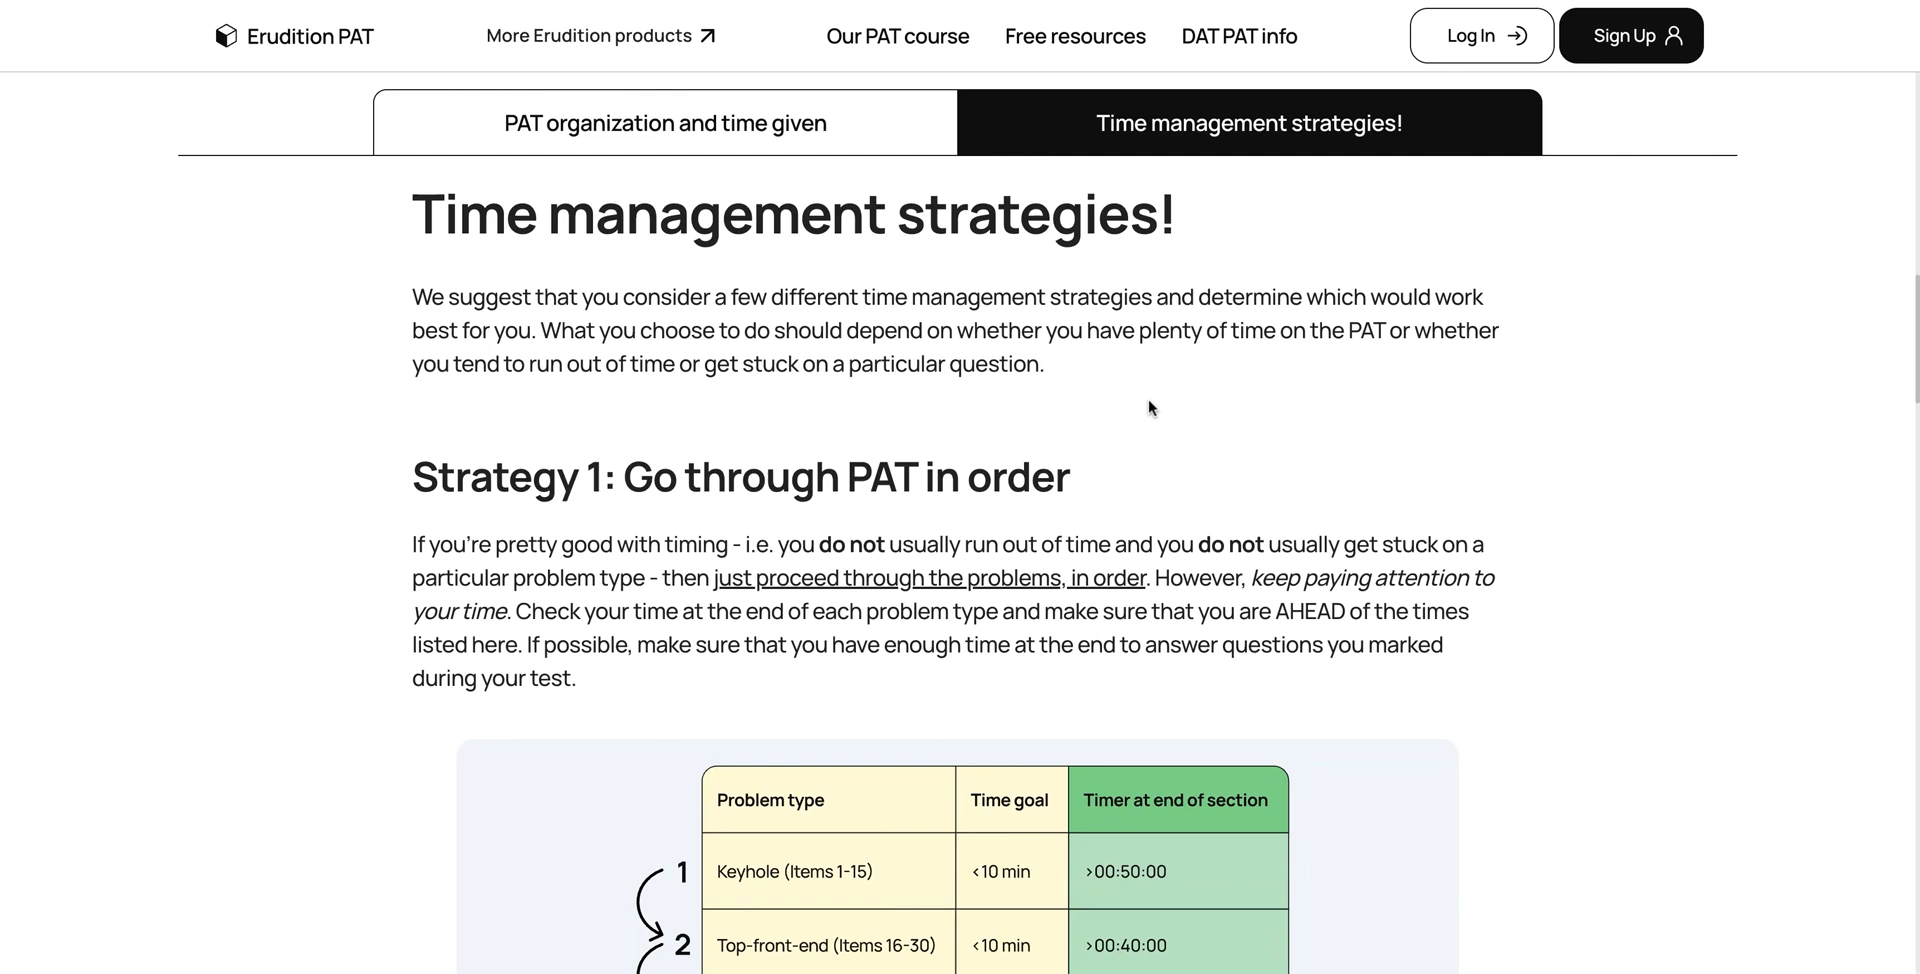 Erudition PAT
More Erudition products
Our PAT course
Free resources
DAT PAT info
Log In
Sign Up
PAT organization and time given
Time management strategies!
Time management strategies!
We suggest that you consider a few different time management strategies and determine which would work
best for you. What you choose to do should depend on whether you have plenty of time on the PAT or whether
you tend to run out of time or get stuck on a particular question.
Strategy 1: Go through PAT in order
If you're pretty good with timing - i.e. you do not usually run out of time and you do not usually get stuck on a
particular problem type - then just proceed through the problems, in order. However, keep paying attention to
your time. Check your time at the end of each problem type and make sure that you are AHEAD of the times
listed here. If possible, make sure that you have enough time at the end to answer questions you marked
during your test.
Problem type
Time goal
Timer at end of section
1
Keyhole (Items 1-15)
<10 min
>00:50:00
2
Top-front-end (Items 16-30)
<10 min
>00:40:00